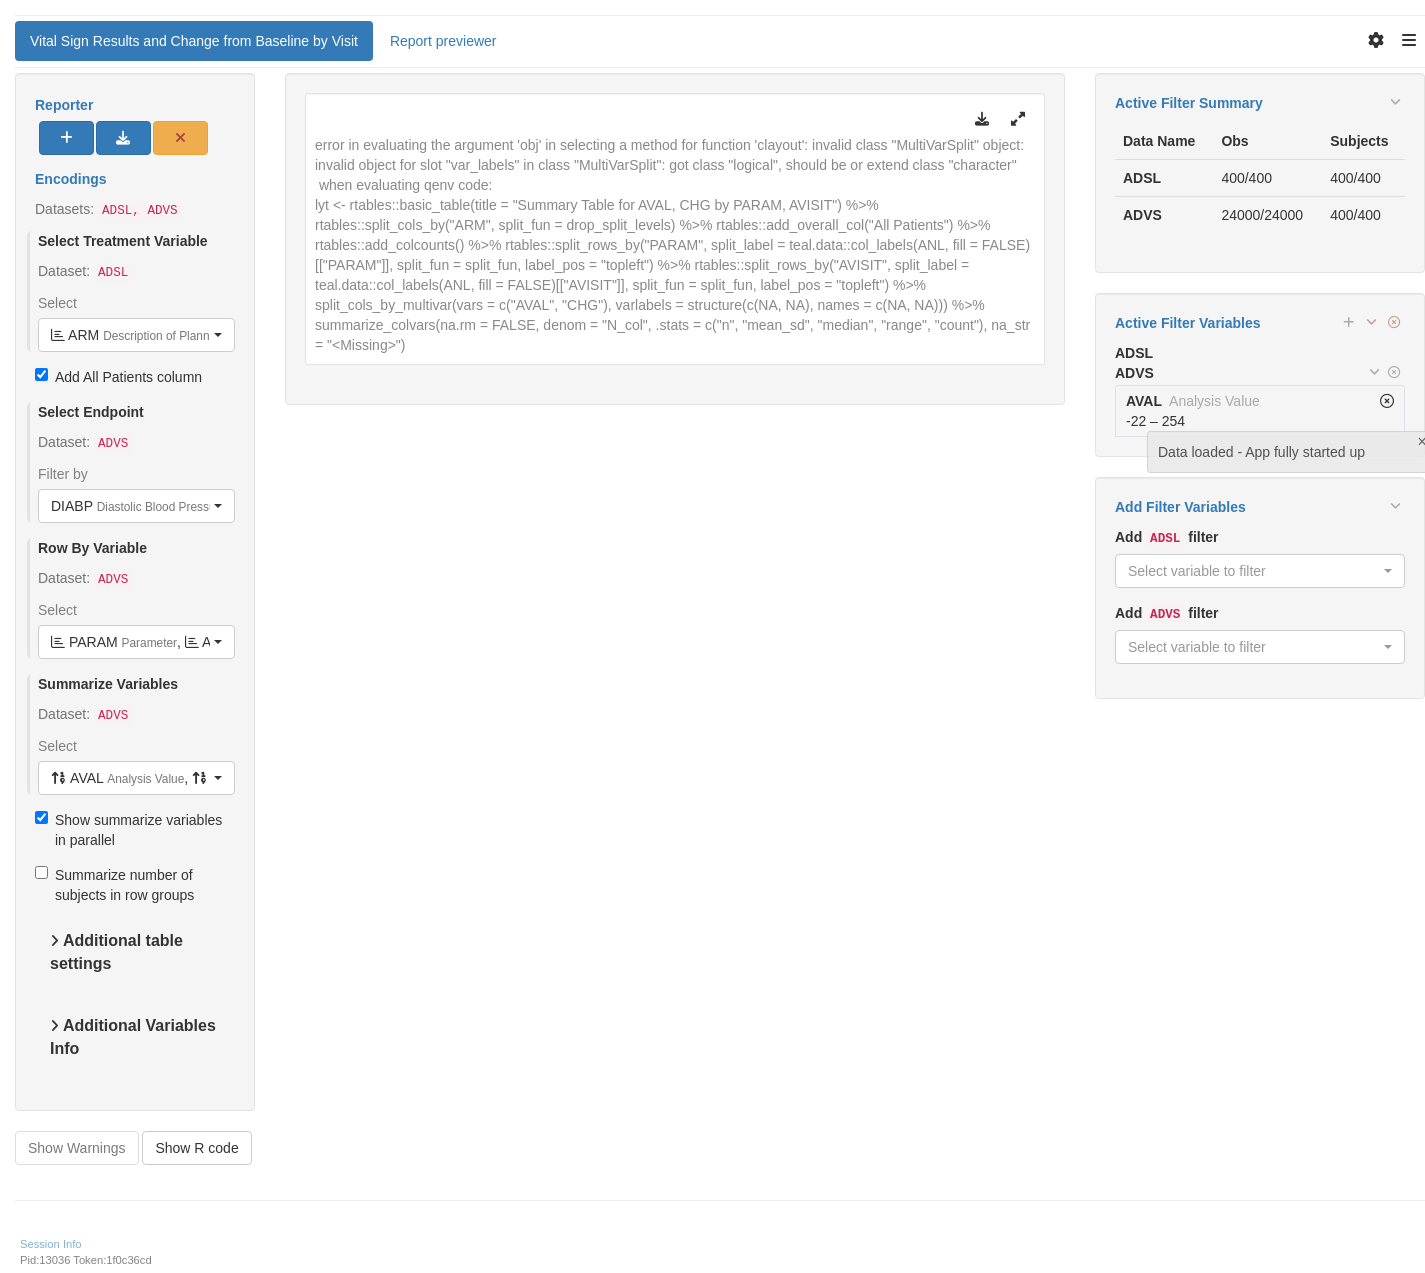 Vital Sign Results and Change from Baseline by Visit
Report previewer
Reporter
Encodings
Datasets: ADSL, ADVS
Select Treatment Variable
Dataset: ADSL
Select
ARM Description of Plann
Add All Patients column
Select Endpoint
Dataset: ADVS
Filter by
DIABP Diastolic Blood Press
Row By Variable
Dataset: ADVS
Select
PARAM Parameter, A
Summarize Variables
Dataset: ADVS
Select
AVAL Analysis Value,
Show summarize variables
in parallel
Summarize number of
subjects in row groups
Additional table
settings
Additional Variables
Info
Show Warnings
Show R code
error in evaluating the argument 'obj' in selecting a method for function 'clayout': invalid class "MultiVarSplit" object:
invalid object for slot "var_labels" in class "MultiVarSplit": got class "logical", should be or extend class "character"
when evaluating qenv code:
lyt <- rtables::basic_table(title = "Summary Table for AVAL, CHG by PARAM, AVISIT") %>%
rtables::split_cols_by("ARM", split_fun = drop_split_levels) %>% rtables::add_overall_col("All Patients") %>%
rtables::add_colcounts() %>% rtables::split_rows_by("PARAM", split_label = teal.data::col_labels(ANL, fill = FALSE)
[["PARAM"]], split_fun = split_fun, label_pos = "topleft") %>% rtables::split_rows_by("AVISIT", split_label =
teal.data::col_labels(ANL, fill = FALSE)[["AVISIT"]], split_fun = split_fun, label_pos = "topleft") %>%
split_cols_by_multivar(vars = c("AVAL", "CHG"), varlabels = structure(c(NA, NA), names = c(NA, NA))) %>%
summarize_colvars(na.rm = FALSE, denom = "N_col", .stats = c("n", "mean_sd", "median", "range", "count"), na_str
= "<Missing>")
Active Filter Summary
Data Name Obs Subjects
ADSL 400/400 400/400
ADVS 24000/24000 400/400
Active Filter Variables
ADSL
ADVS
AVAL Analysis Value
-22 – 254
Data loaded - App fully started up
Add Filter Variables
Add ADSL filter
Select variable to filter
Add ADVS filter
Select variable to filter
Session Info
Pid:13036 Token:1f0c36cd